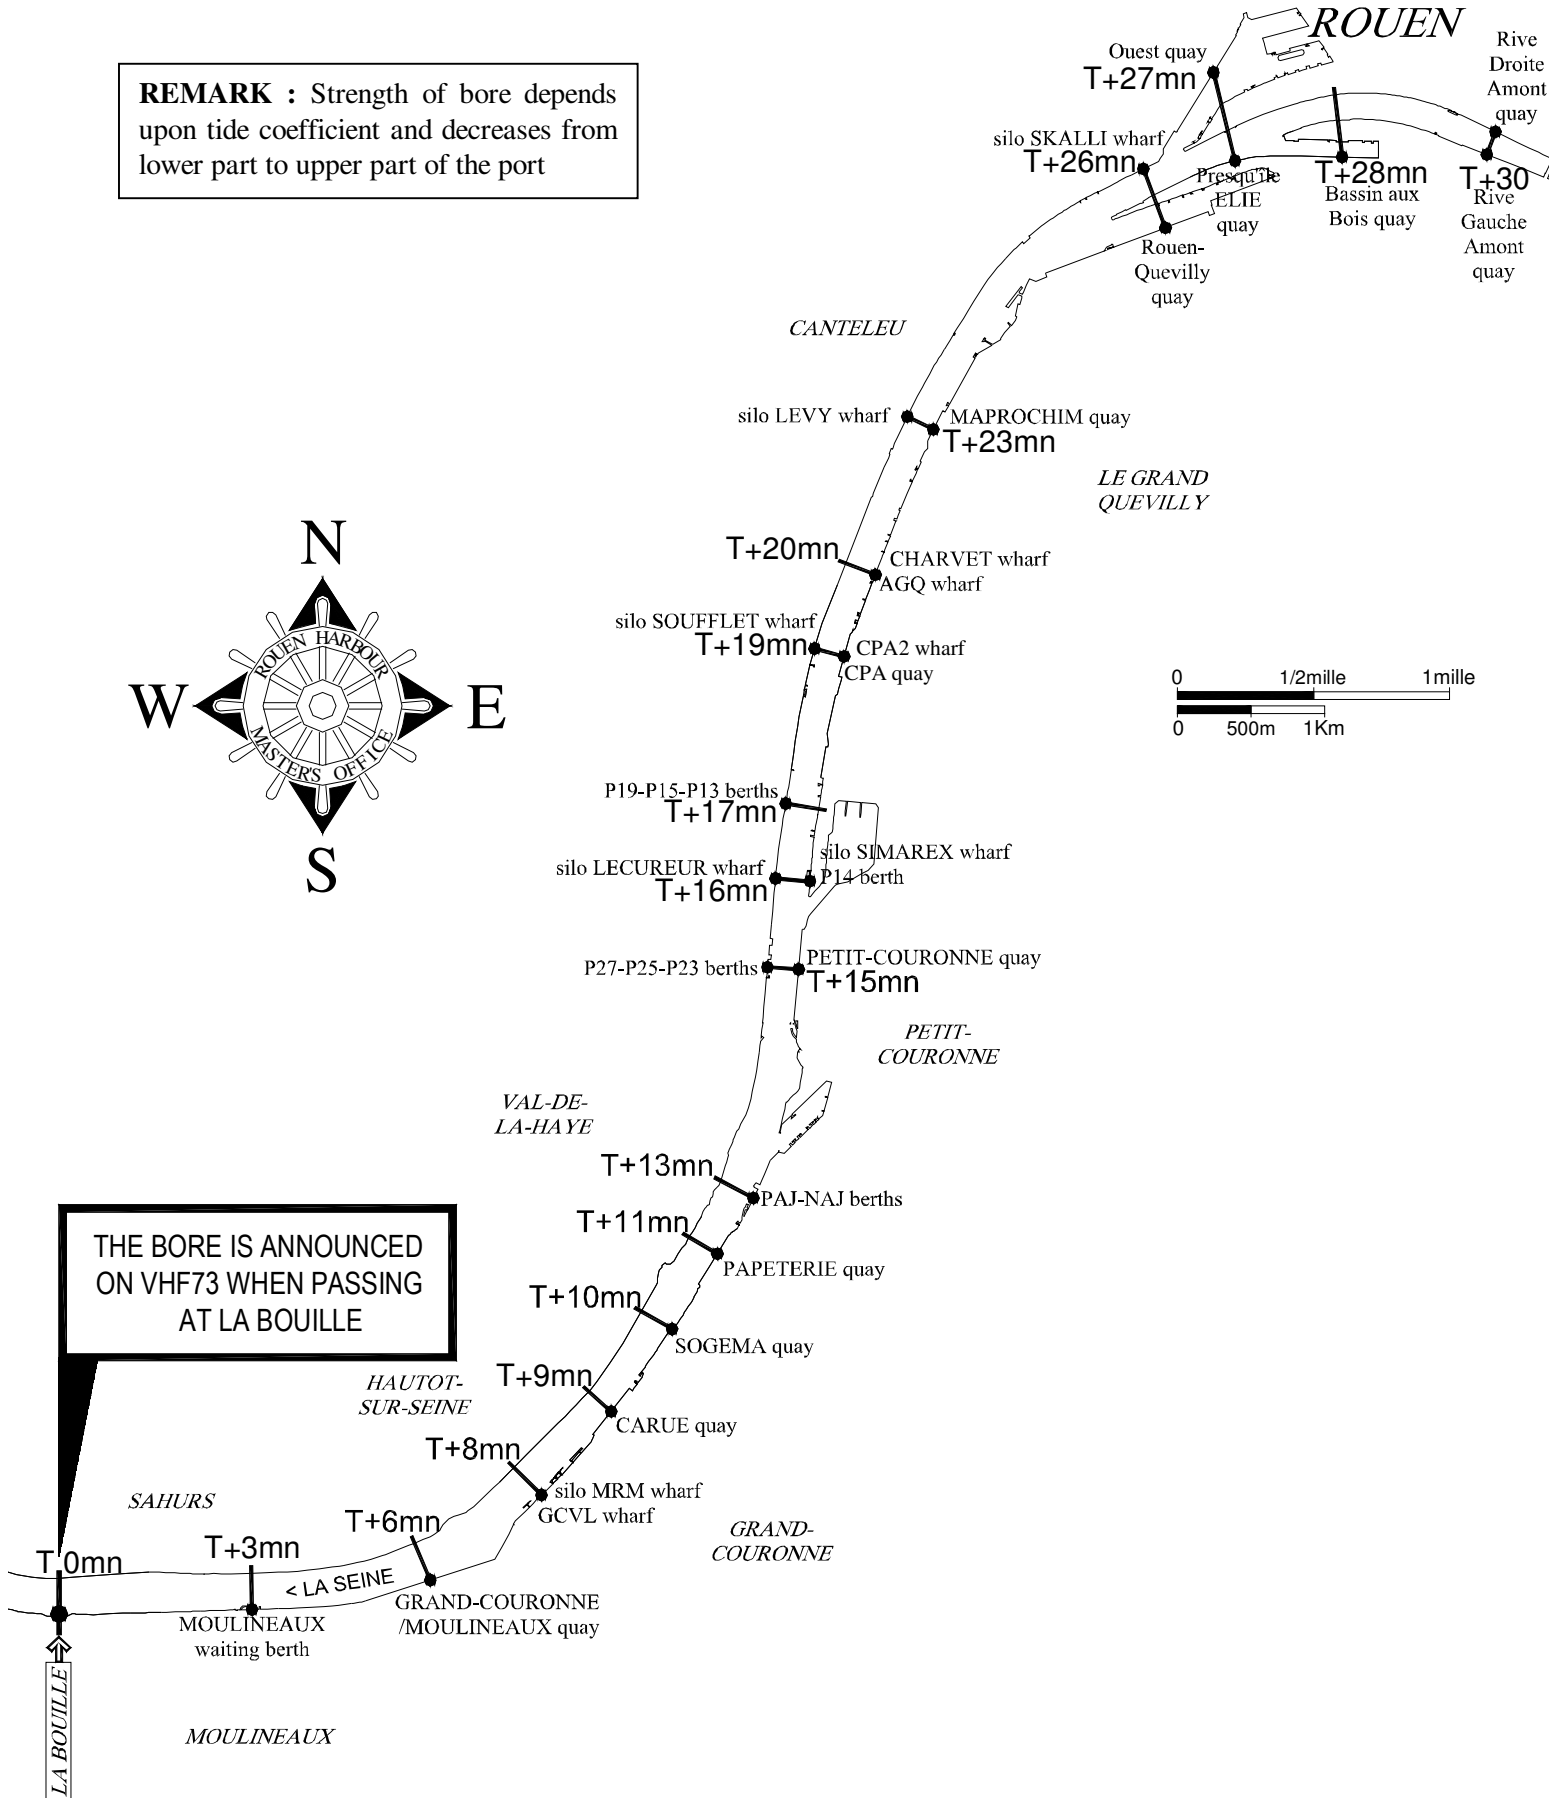 ROUEN
REMARK : Strength of bore depends
upon tide coefficient and decreases from
lower part to upper part of the port
Ouest quay
T+27mn
Rive
Droite
Amont
quay
silo SKALLI wharf
T+26mn
Presqu'île
ELIE
quay
T+28mn
Bassin aux
Bois quay
T+30
Rive
Gauche
Amont
quay
Rouen-
Quevilly
quay
CANTELEU
silo LEVY wharf
MAPROCHIM quay
T+23mn
LE GRAND
QUEVILLY
N
W
E
S
ROUEN HARBOUR
MASTER'S OFFICE
T+20mn
CHARVET wharf
AGQ wharf
silo SOUFFLET wharf
T+19mn
CPA2 wharf
CPA quay
0 1/2mille 1mille
0 500m 1Km
P19-P15-P13 berths
T+17mn
silo SIMAREX wharf
P14 berth
silo LECUREUR wharf
T+16mn
P27-P25-P23 berths
PETIT-COURONNE quay
T+15mn
PETIT-
COURONNE
VAL-DE-
LA-HAYE
T+13mn
PAJ-NAJ berths
T+11mn
PAPETERIE quay
THE BORE IS ANNOUNCED
ON VHF73 WHEN PASSING
AT LA BOUILLE
T+10mn
SOGEMA quay
HAUTOT-
SUR-SEINE
T+9mn
CARUE quay
T+8mn
silo MRM wharf
GCVL wharf
SAHURS
T+6mn
GRAND-
COURONNE
T 0mn
T+3mn
< LA SEINE
GRAND-COURONNE
/MOULINEAUX quay
MOULINEAUX
waiting berth
LA BOUILLE
MOULINEAUX